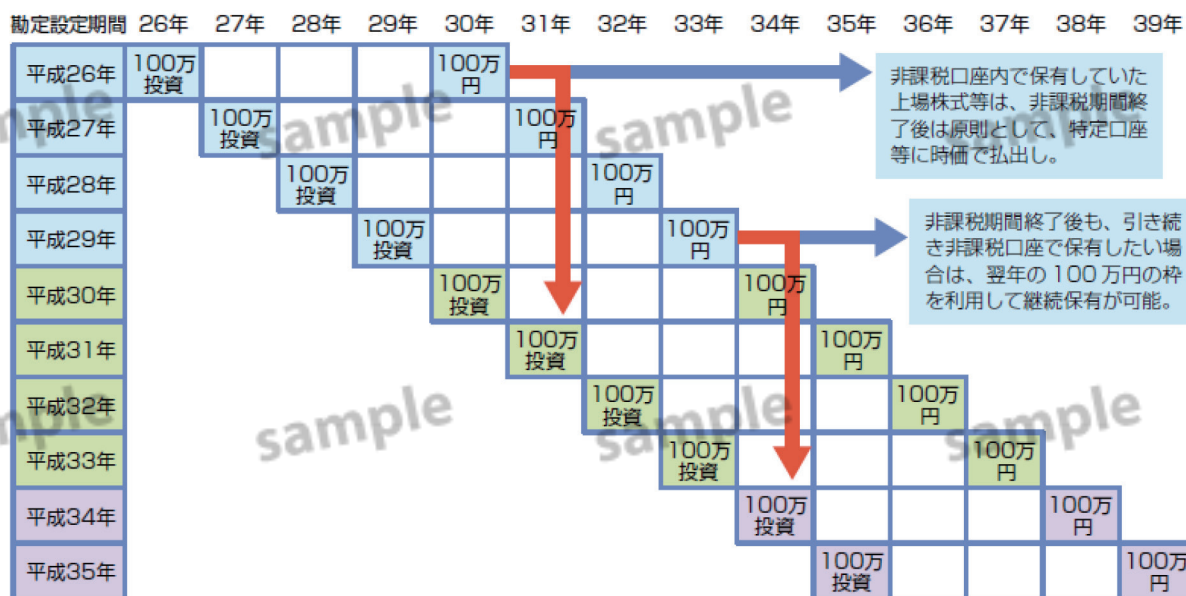 勘定設定期間 26年 27年 28年 29年 30年 31年 32年 33年 34年 35年 36年 37年 38年 39年
平成26年 100万投資 100万円
非課税口座内で保有していた
上場株式等は、非課税期間終
了後は原則として、特定口座
等に時価で払出し。
平成27年 100万投資 100万円
平成28年 100万投資 100万円
平成29年 100万投資 100万円
非課税期間終了後も、引き続
き非課税口座で保有したい場
合は、翌年の100万円の枠
を利用して継続保有が可能。
平成30年 100万投資 100万円
平成31年 100万投資 100万円
平成32年 100万投資 100万円
平成33年 100万投資 100万円
平成34年 100万投資 100万円
平成35年 100万投資 100万円
sample sample sample sample
sample sample sample sample